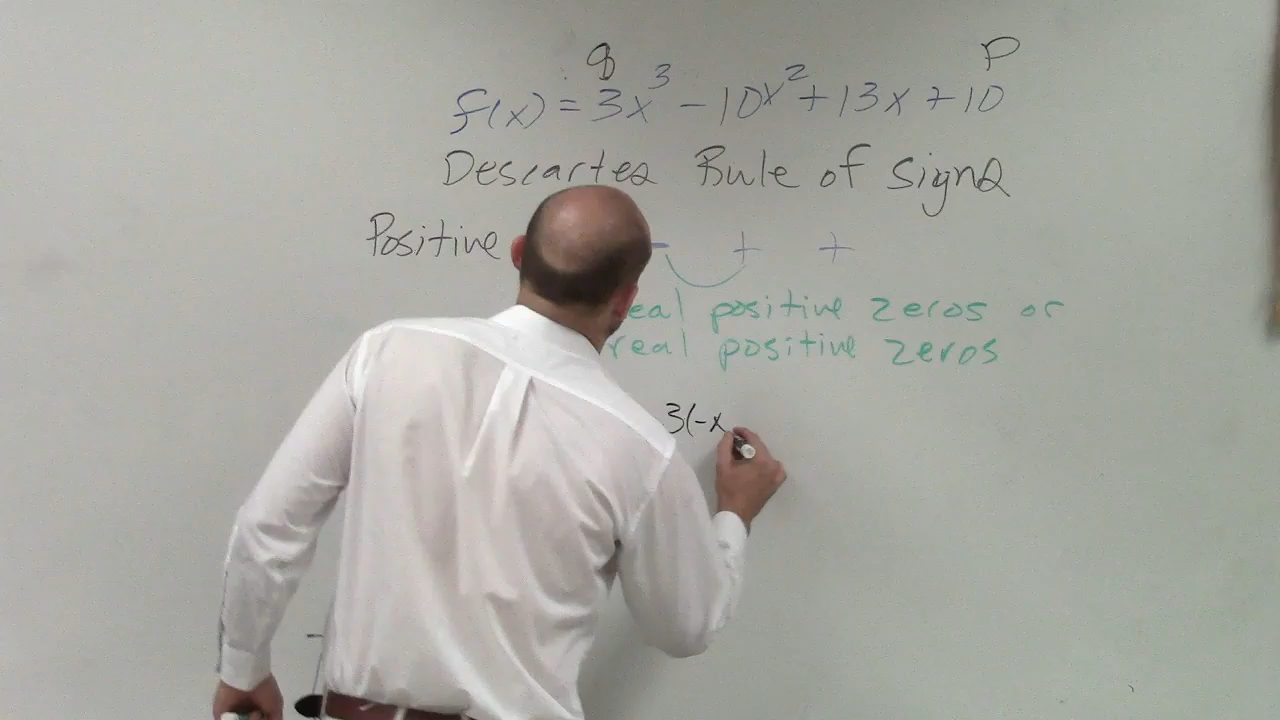 q P
f(x) = 3x³ - 10x² + 13x + 10
Descartes Rule of Signs
Positive - + +
eal positive zeros or
real positive zeros
3(-x